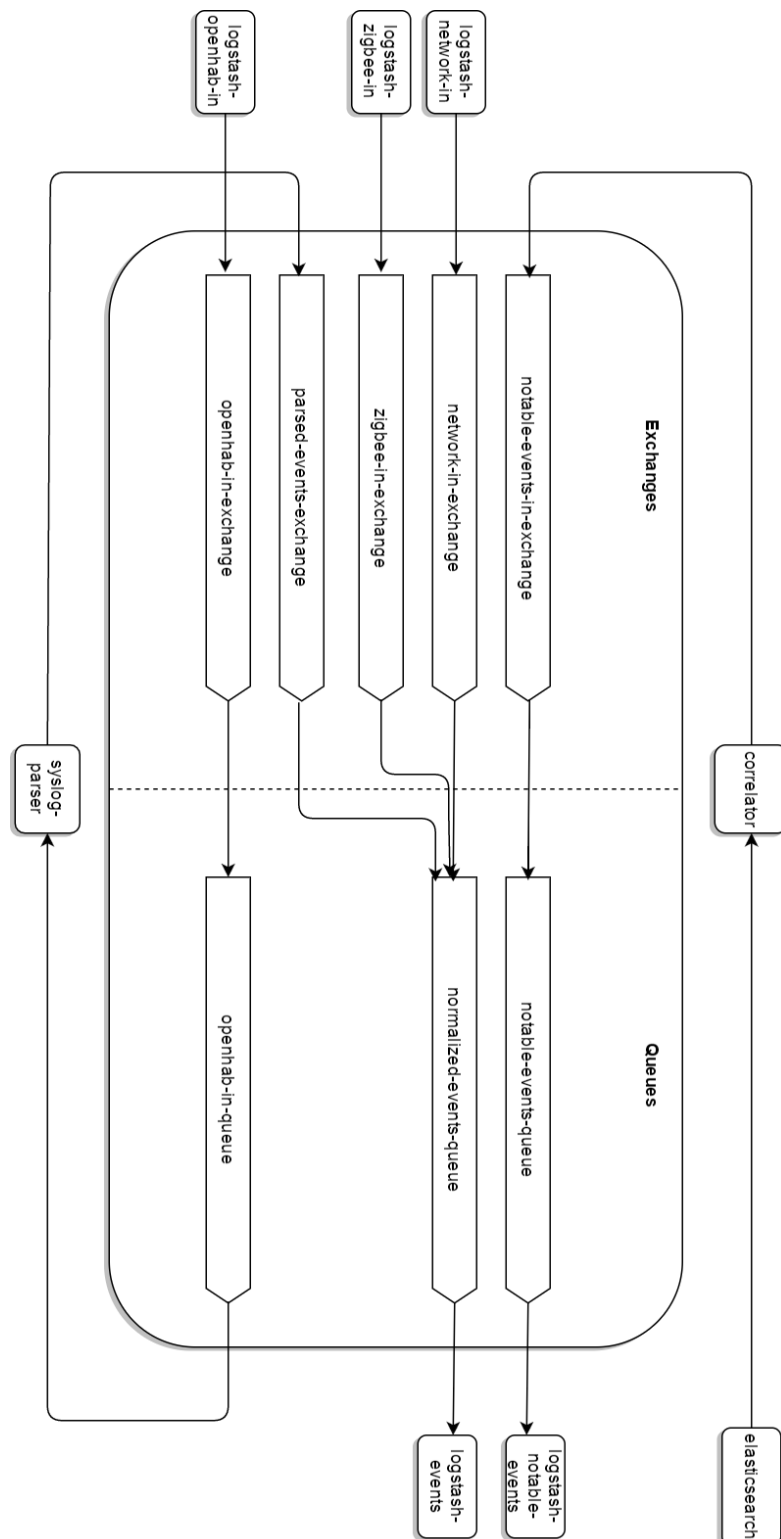 elasticsearch
correlator
Exchanges
Queues
notable-events-in-exchange
notable-events-queue
logstash-
notable-
events
logstash-
network-in
network-in-exchange
normalized-events-queue
logstash-
events
logstash-
zigbee-in
zigbee-in-exchange
parsed-events-exchange
logstash-
openhab-in
openhab-in-exchange
openhab-in-queue
syslog-
parser